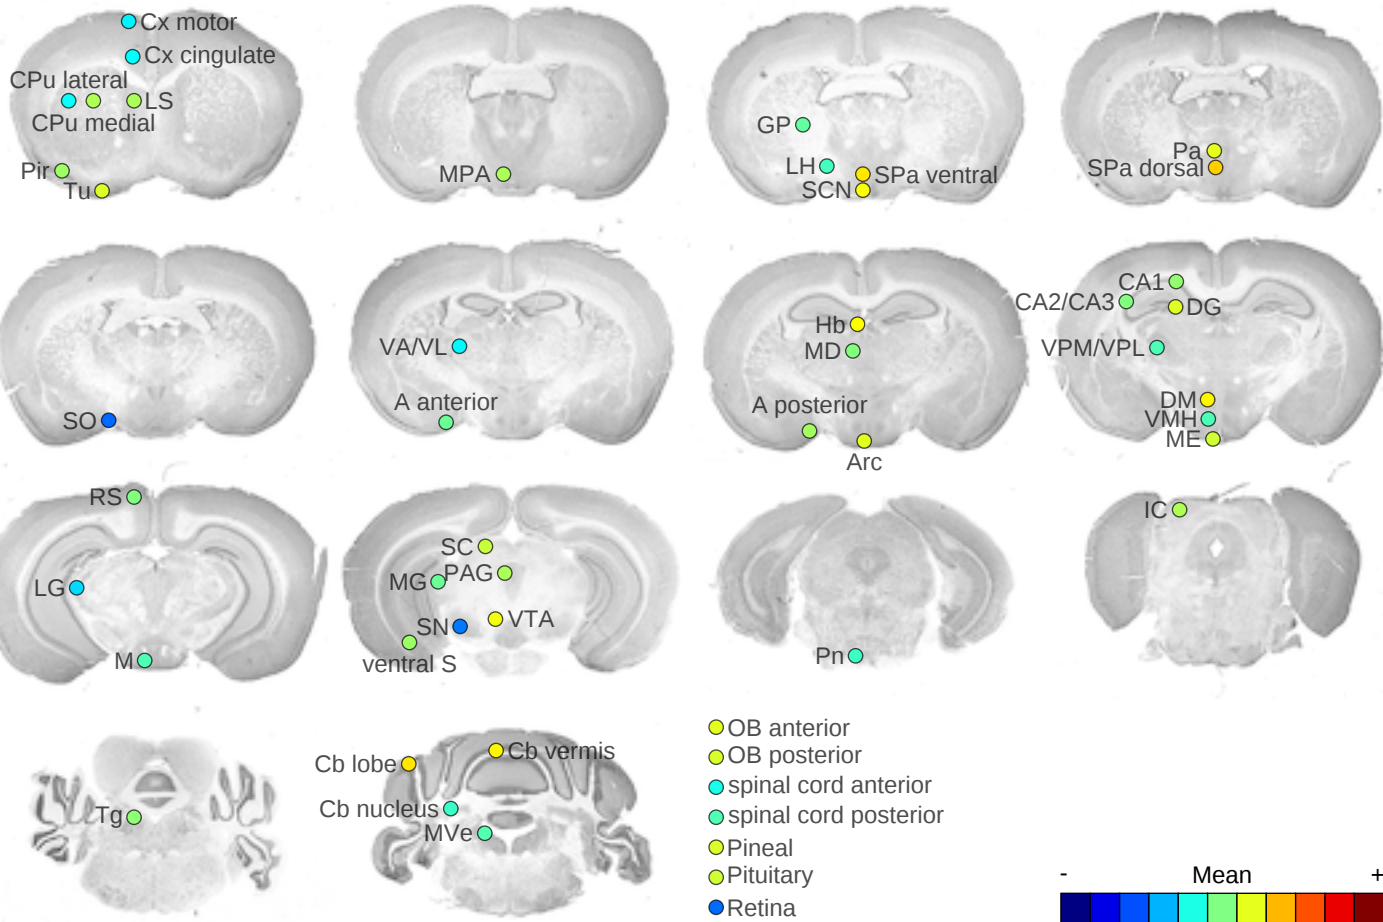 Cx motor
Cx cingulate
CPu lateral
LS
CPu medial
Pir
Tu
MPA
GP
LH
SPa ventral
SCN
Pa
SPa dorsal
SO
VA/VL
A anterior
Hb
MD
A posterior
Arc
CA1
CA2/CA3
DG
VPM/VPL
DM
VMH
ME
RS
LG
M
SC
PAG
MG
SN
VTA
ventral S
Pn
IC
Tg
Cb lobe
Cb vermis
Cb nucleus
MVe
OB anterior
OB posterior
spinal cord anterior
spinal cord posterior
Pineal
Pituitary
Retina
- Mean +